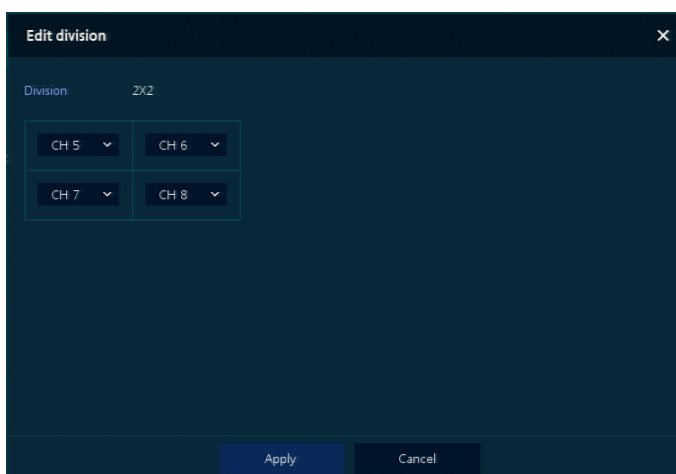 Edit division
Division 2X2
CH 5 CH 6
CH 7 CH 8
Apply Cancel